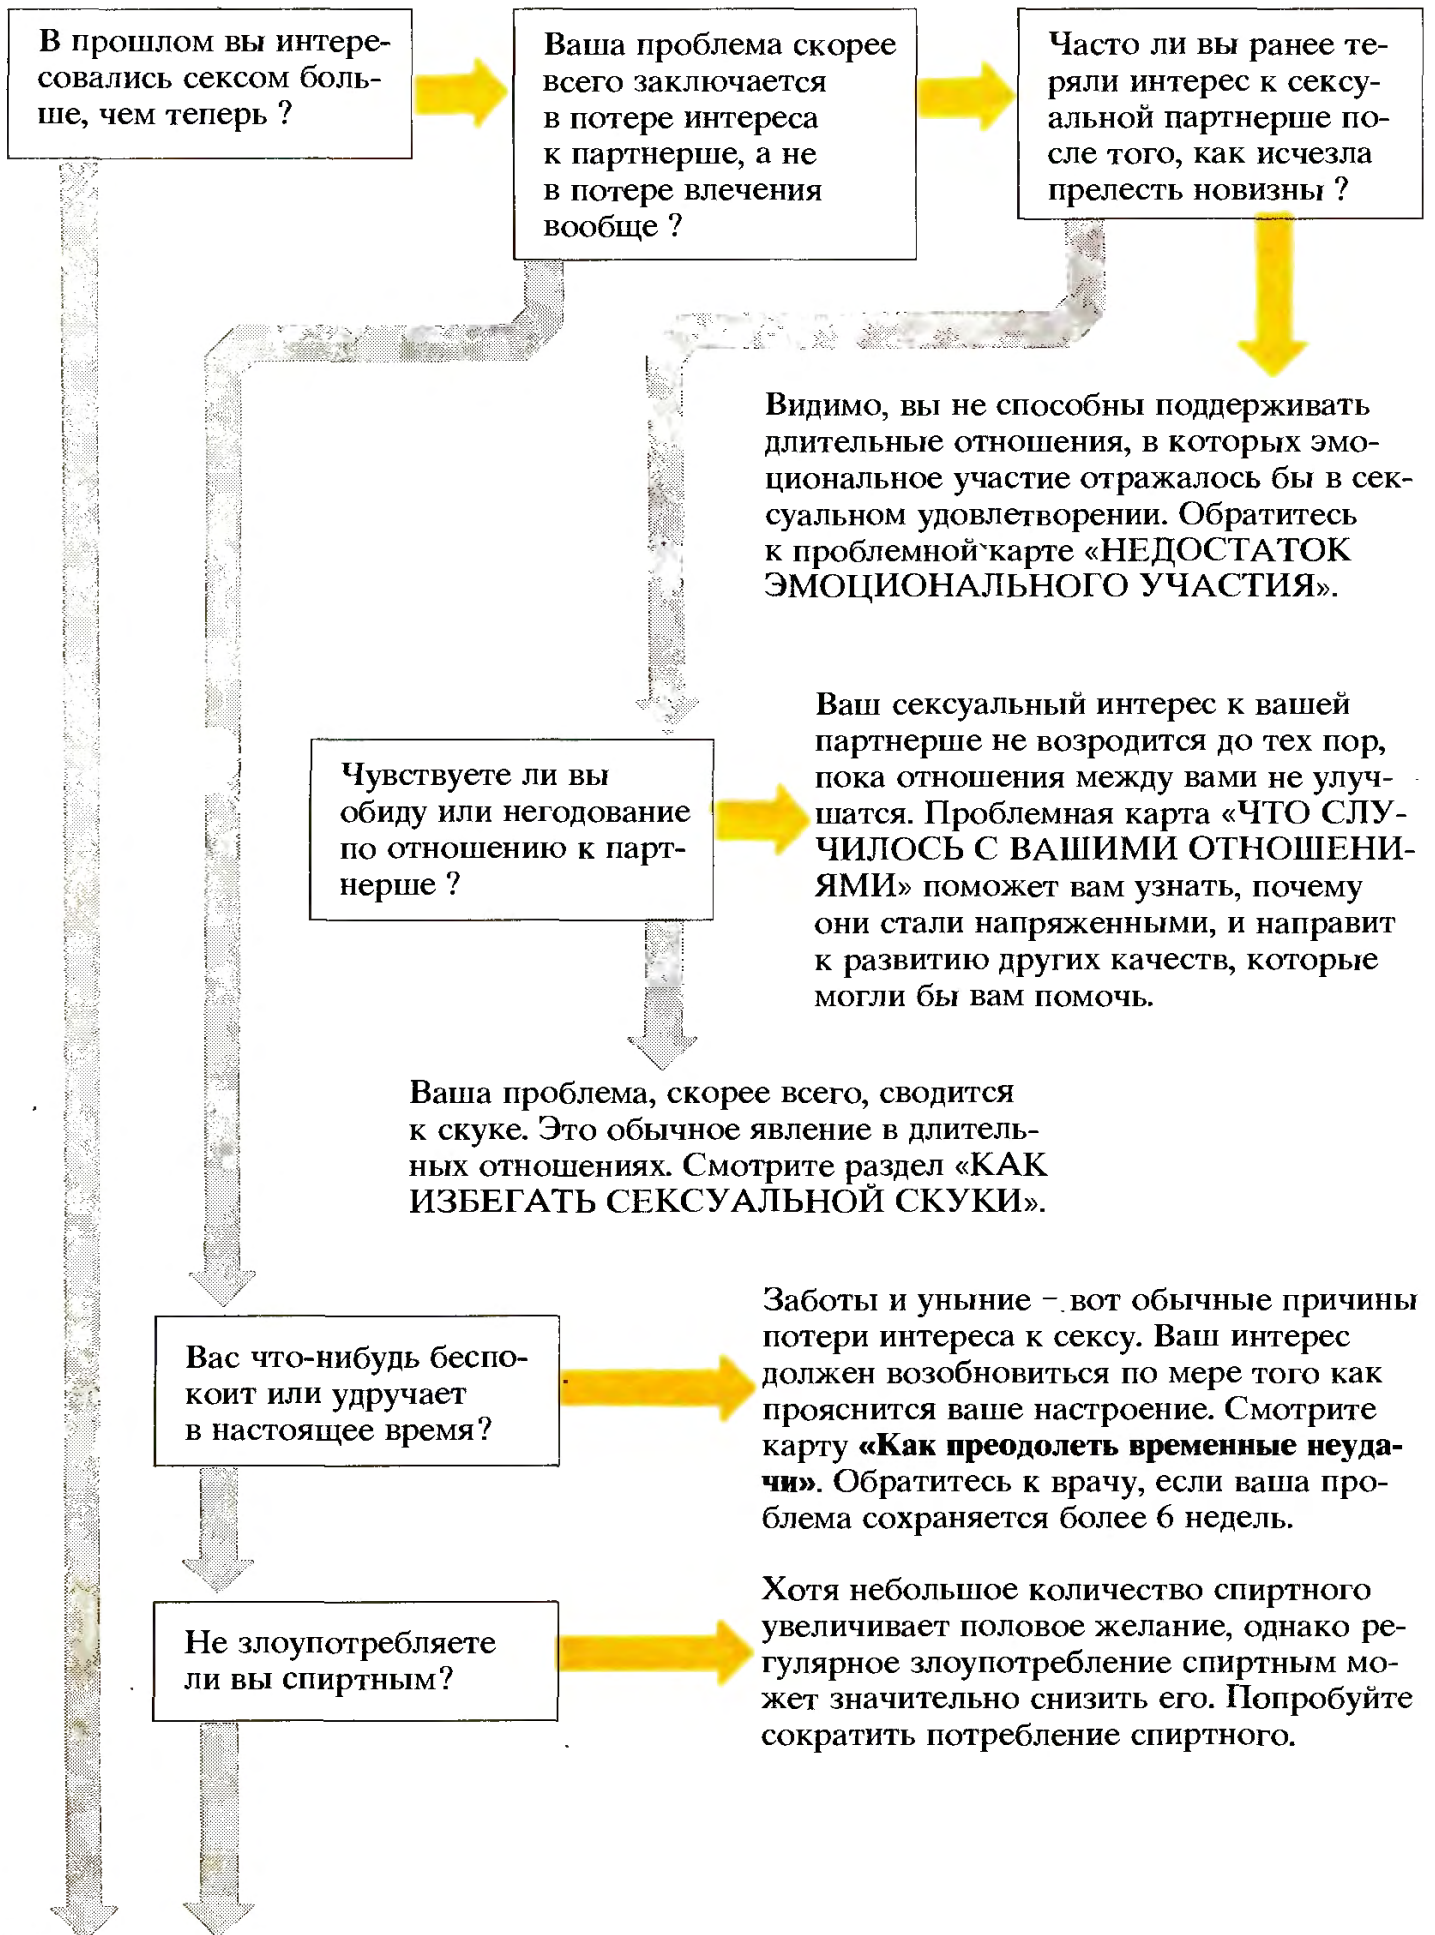 В прошлом вы интере-
совались сексом боль-
ше, чем теперь ?
Ваша проблема скорее
всего заключается
в потере интереса
к партнерше, а не
в потере влечения
вообще ?
Часто ли вы ранее те-
ряли интерес к сексу-
альной партнерше по-
сле того, как исчезла
прелесть новизны ?
Видимо, вы не способны поддерживать
длительные отношения, в которых эмо-
циональное участие отражалось бы в сек-
суальном удовлетворении. Обратитесь
к проблемной карте «НЕДОСТАТОК
ЭМОЦИОНАЛЬНОГО УЧАСТИЯ».
Чувствуете ли вы
обиду или негодование
по отношению к парт-
нерше ?
Ваш сексуальный интерес к вашей
партнерше не возродится до тех пор,
пока отношения между вами не улуч-
шатся. Проблемная карта «ЧТО СЛУ-
ЧИЛОСЬ С ВАШИМИ ОТНОШЕНИ-
ЯМИ» поможет вам узнать, почему
они стали напряженными, и направит
к развитию других качеств, которые
могли бы вам помочь.
Ваша проблема, скорее всего, сводится
к скуке. Это обычное явление в длитель-
ных отношениях. Смотрите раздел «КАК
ИЗБЕГАТЬ СЕКСУАЛЬНОЙ СКУКИ».
Вас что-нибудь беспо-
коит или удручает
в настоящее время?
Заботы и уныние – вот обычные причины
потери интереса к сексу. Ваш интерес
должен возобновиться по мере того как
прояснится ваше настроение. Смотрите
карту «Как преодолеть временные неуда-
чи». Обратитесь к врачу, если ваша про-
блема сохраняется более 6 недель.
Не злоупотребляете
ли вы спиртным?
Хотя небольшое количество спиртного
увеличивает половое желание, однако ре-
гулярное злоупотребление спиртным мо-
жет значительно снизить его. Попробуйте
сократить потребление спиртного.